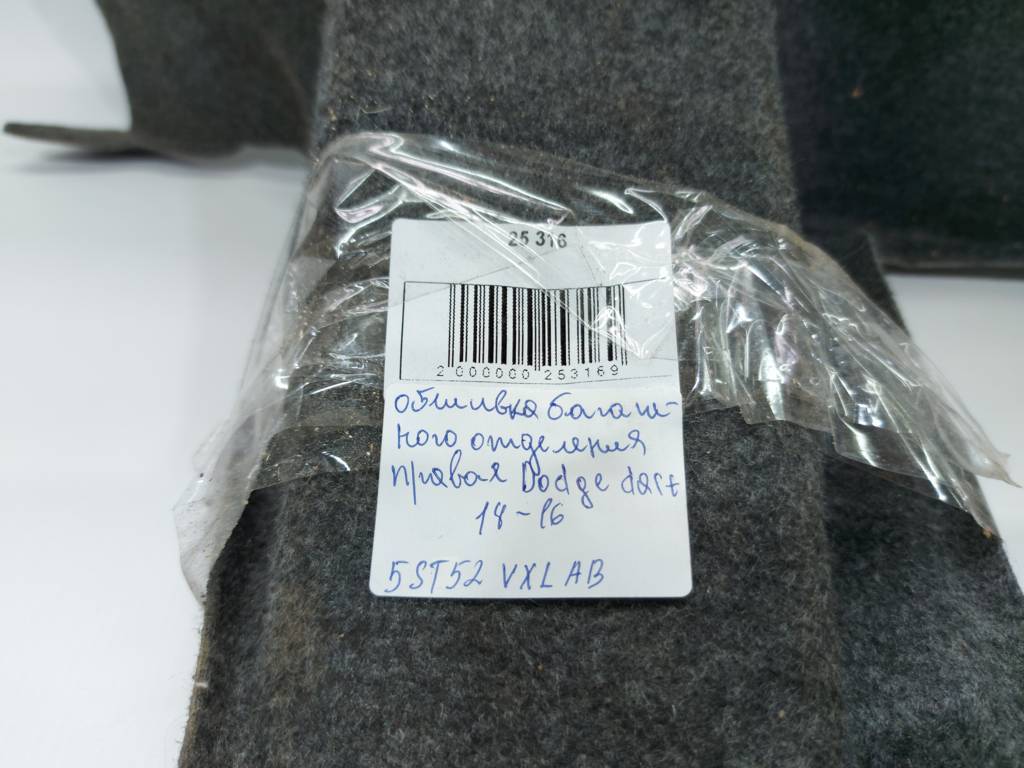 25 316
2 000000 253169
обшивка багаж-
ного отделения
правая Dodge dart
14-16
5ST52 VXLAB